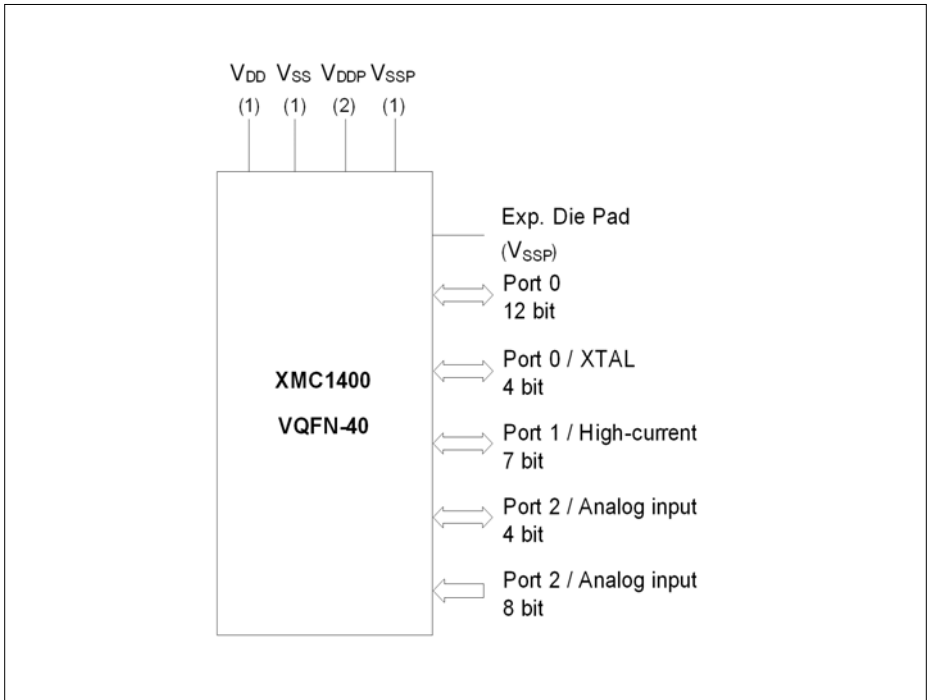 VDD VSS VDDP VSSP
(1) (1) (2) (1)
Exp. Die Pad
(VSSP)
Port 0
12 bit
Port 0 / XTAL
4 bit
XMC1400
VQFN-40
Port 1 / High-current
7 bit
Port 2 / Analog input
4 bit
Port 2 / Analog input
8 bit